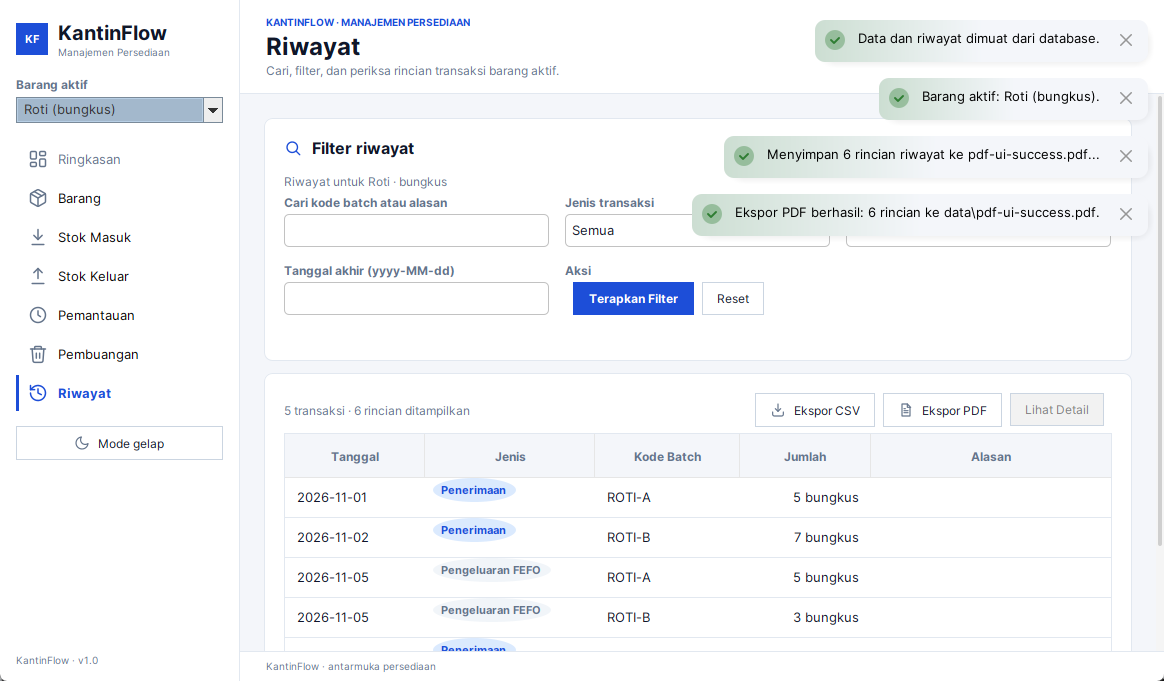 KF
KantinFlow
Manajemen Persediaan
Barang aktif
Roti (bungkus)
Ringkasan
Barang
Stok Masuk
Stok Keluar
Pemantauan
Pembuangan
Riwayat
Mode gelap
KantinFlow · v1.0
KANTINFLOW · MANAJEMEN PERSEDIAAN
Riwayat
Cari, filter, dan periksa rincian transaksi barang aktif.
Data dan riwayat dimuat dari database.
Barang aktif: Roti (bungkus).
Menyimpan 6 rincian riwayat ke pdf-ui-success.pdf...
Ekspor PDF berhasil: 6 rincian ke data\pdf-ui-success.pdf.
Filter riwayat
Riwayat untuk Roti · bungkus
Cari kode batch atau alasan
Jenis transaksi
Semua
Tanggal akhir (yyyy-MM-dd)
Aksi
Terapkan Filter
Reset
5 transaksi · 6 rincian ditampilkan
Ekspor CSV
Ekspor PDF
Lihat Detail
Tanggal Jenis Kode Batch Jumlah Alasan
2026-11-01 Penerimaan ROTI-A 5 bungkus
2026-11-02 Penerimaan ROTI-B 7 bungkus
2026-11-05 Pengeluaran FEFO ROTI-A 5 bungkus
2026-11-05 Pengeluaran FEFO ROTI-B 3 bungkus
Penerimaan
KantinFlow · antarmuka persediaan